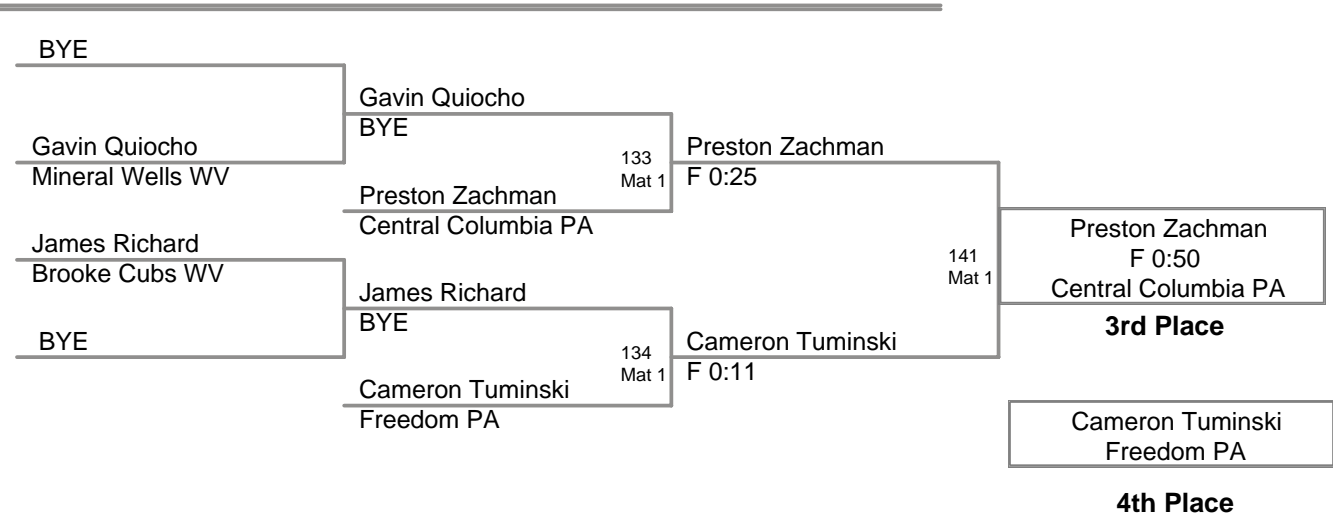 BYE
Gavin Quiocho
Mineral Wells WV
James Richard
Brooke Cubs WV
BYE
Gavin Quiocho
BYE
133
Mat 1
Preston Zachman
Central Columbia PA
James Richard
BYE
134
Mat 1
Cameron Tuminski
Freedom PA
Preston Zachman
F 0:25
141
Mat 1
Cameron Tuminski
F 0:11
Preston Zachman
F 0:50
Central Columbia PA
3rd Place
Cameron Tuminski
Freedom PA
4th Place